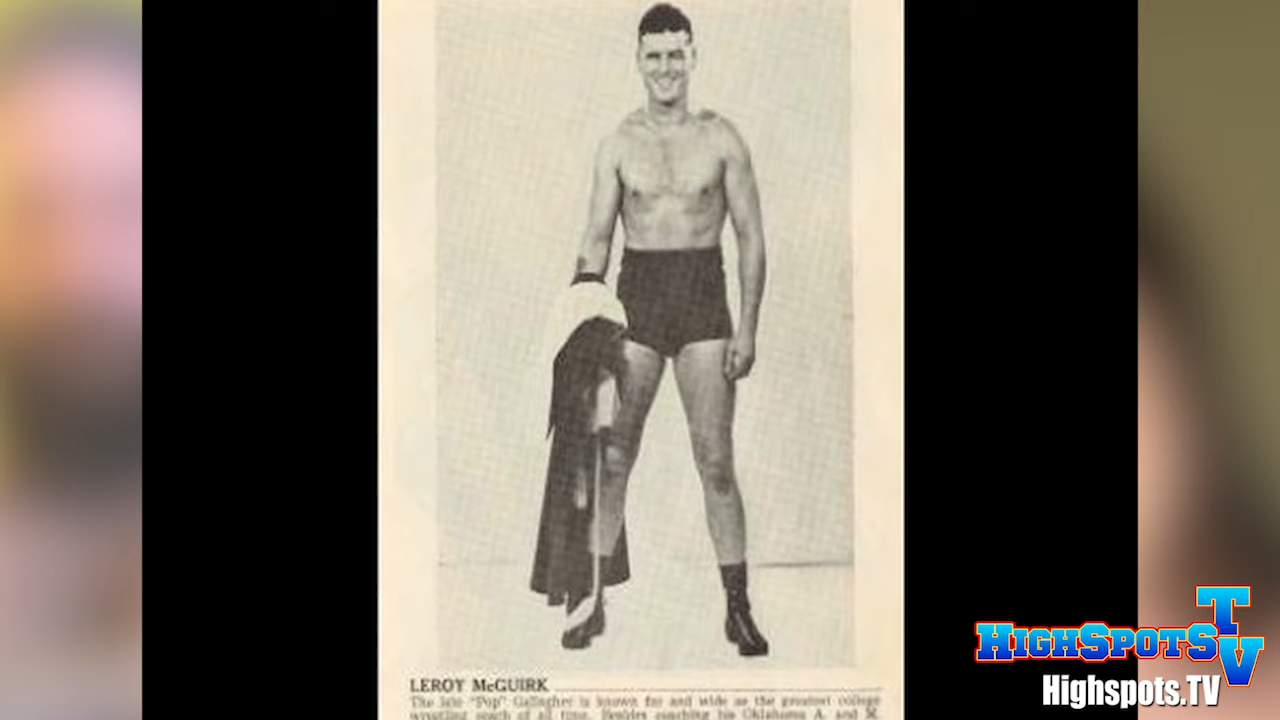 LEROY McGUIRK
The late "Pop" Gallagher is known far and wide as the greatest college
wrestling coach of all time. Besides coaching his Oklahoma A. and M.
HIGHSPOTS TV
Highspots.TV